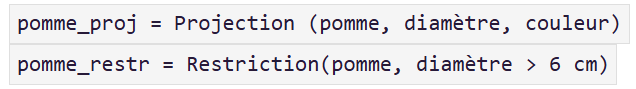 pomme_proj = Projection (pomme, diamètre, couleur)
pomme_restr = Restriction(pomme, diamètre > 6 cm)